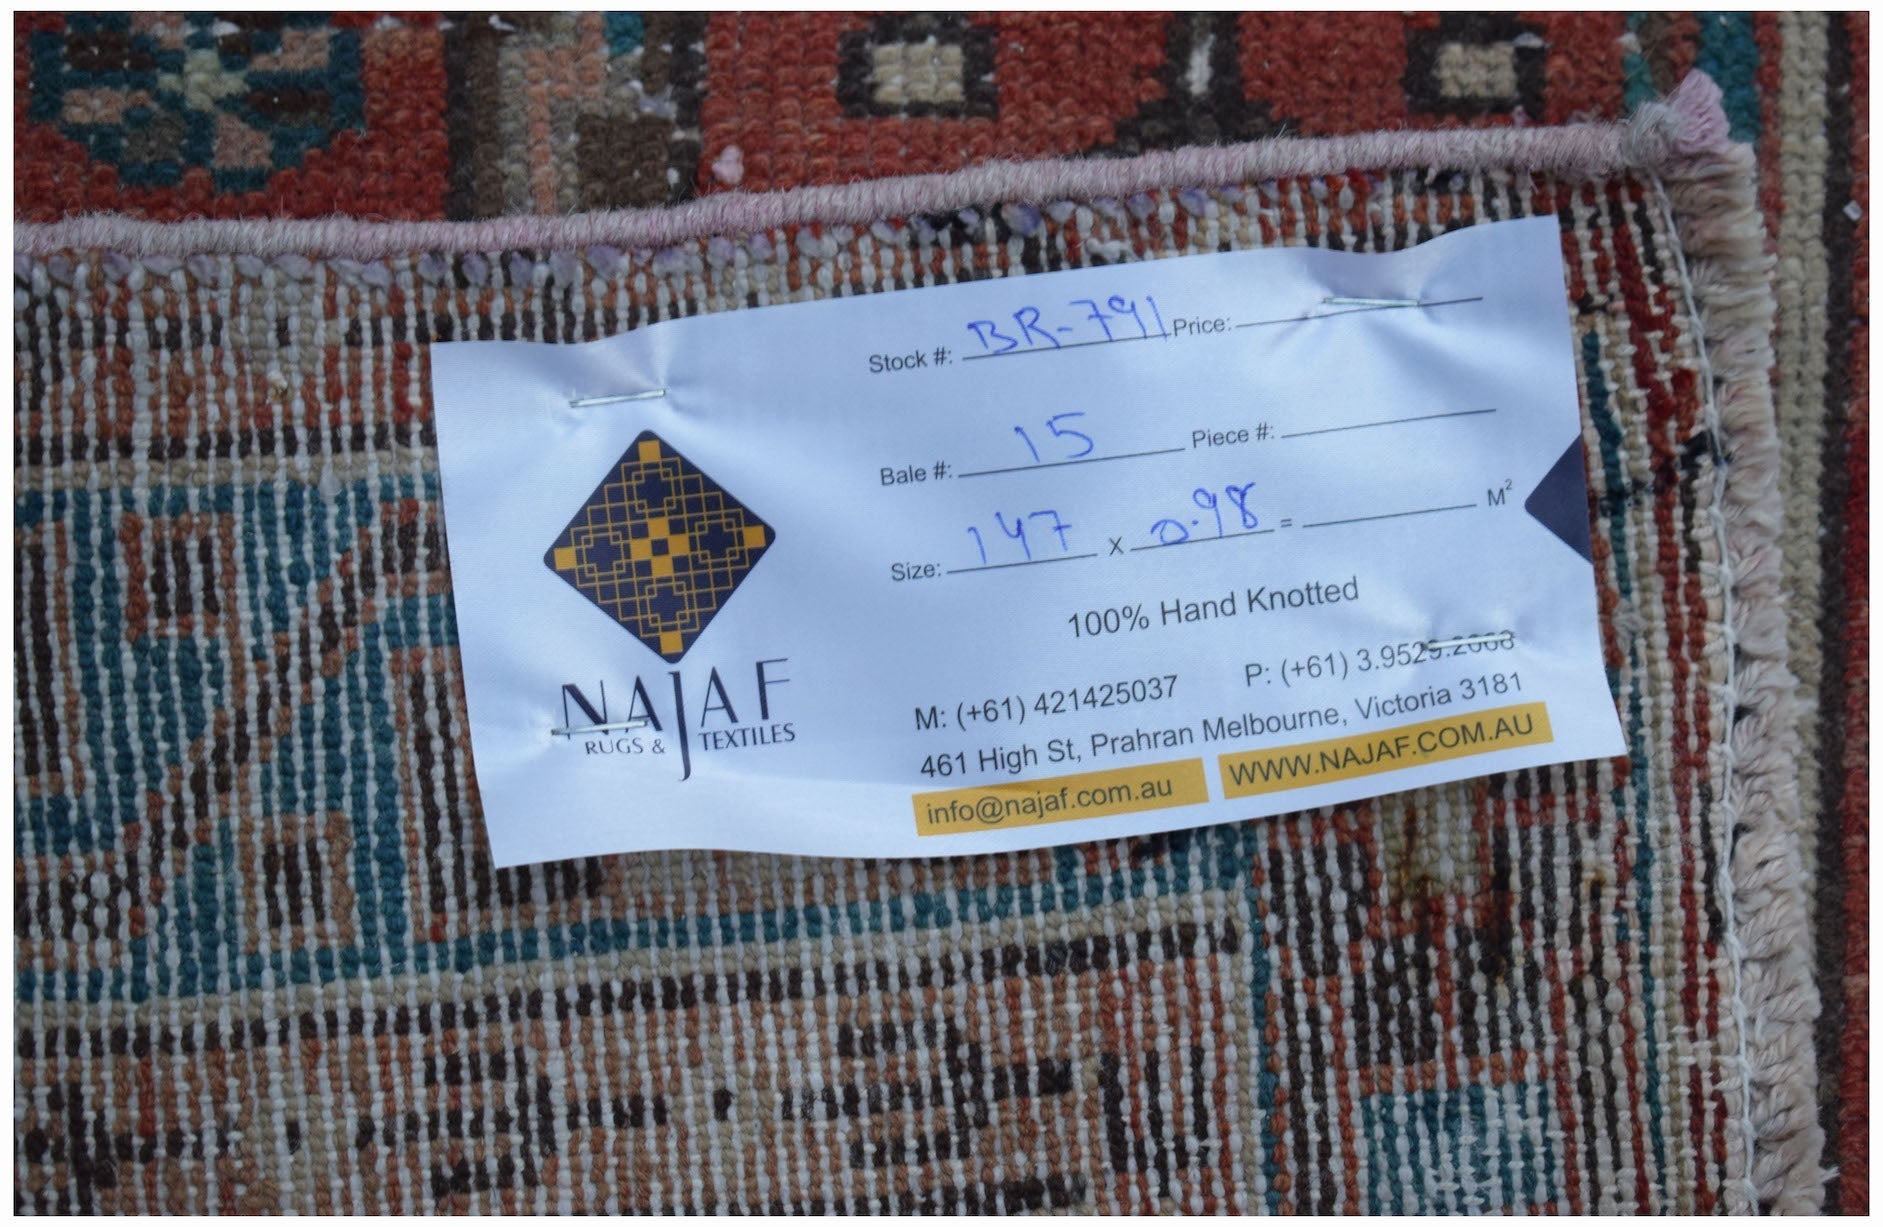 Stock #: BR-791 Price:
Bale #: 15 Piece #:
Size: 147 x 0.98 = M²
100% Hand Knotted
M: (+61) 421425037 P: (+61) 3.9529.2668
461 High St, Prahran Melbourne, Victoria 3181
info@najaf.com.au WWW.NAJAF.COM.AU
NAJAF
RUGS & TEXTILES